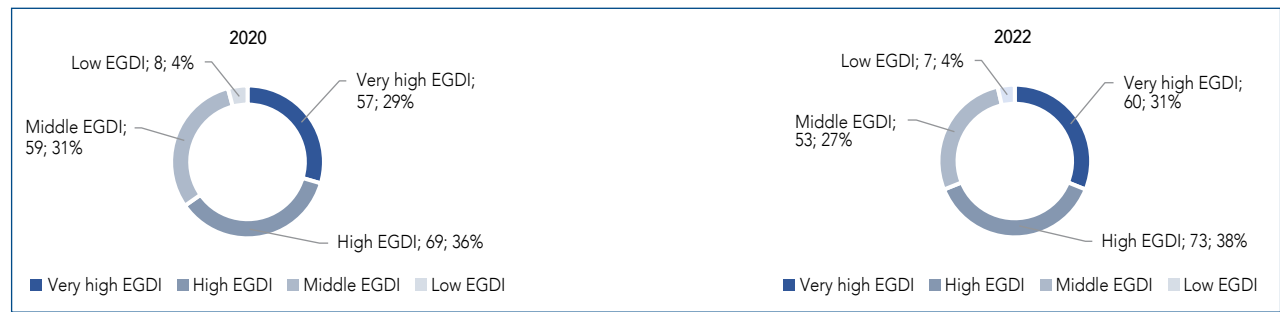 2020
Low EGDI; 8; 4%
Very high EGDI;
57; 29%
Middle EGDI;
59; 31%
High EGDI; 69; 36%
Very high EGDI High EGDI Middle EGDI Low EGDI
2022
Low EGDI; 7; 4%
Very high EGDI;
60; 31%
Middle EGDI;
53; 27%
High EGDI; 73; 38%
Very high EGDI High EGDI Middle EGDI Low EGDI